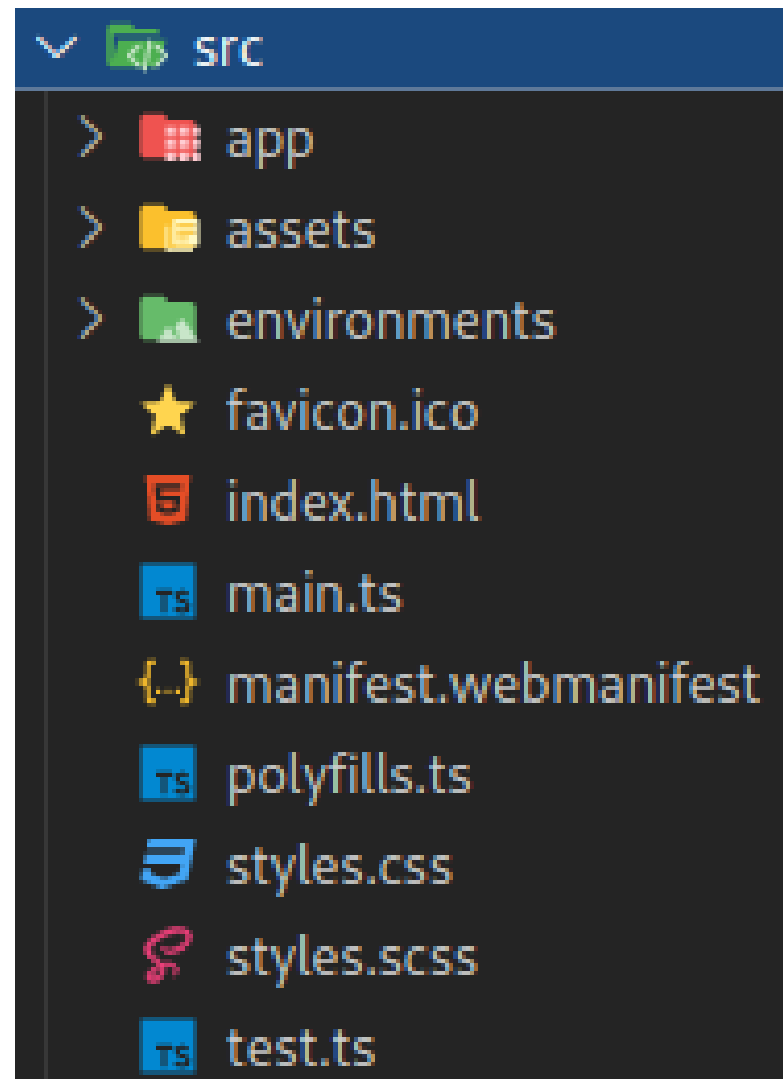 src
app
assets
environments
favicon.ico
index.html
main.ts
manifest.webmanifest
polyfills.ts
styles.css
styles.scss
test.ts